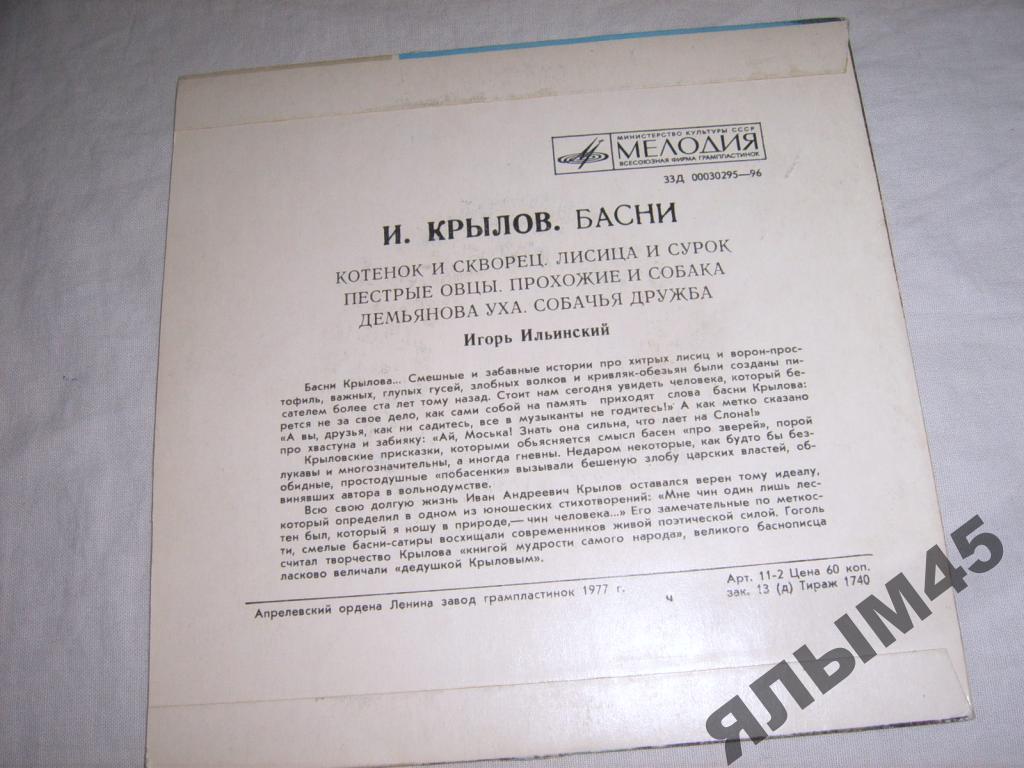 МИНИСТЕРСТВО КУЛЬТУРЫ СССР
МЕЛОДИЯ
ВСЕСОЮЗНАЯ ФИРМА ГРАМПЛАСТИНОК
33Д 00030295—96
И. КРЫЛОВ. БАСНИ
КОТЕНОК И СКВОРЕЦ. ЛИСИЦА И СУРОК
ПЕСТРЫЕ ОВЦЫ. ПРОХОЖИЕ И СОБАКА
ДЕМЬЯНОВА УХА. СОБАЧЬЯ ДРУЖБА
Игорь Ильинский
Басни Крылова... Смешные и забавные истории про хитрых лисиц и ворон-прос-
тофиль, важных, глупых гусей, злобных волков и кривляк-обезьян были созданы пи-
сателем более ста лет тому назад. Стоит нам сегодня увидеть человека, который бе-
рется не за свое дело, как сами собой на память приходят слова басни Крылова:
«А вы, друзья, как ни садитесь, все в музыканты не годитесь!» А как метко сказано
про хвастуна и забияку: «Ай, Моська! Знать она сильна, что лает на Слона!»
Крыловские присказки, которыми обьясняется смысл басен «про зверей», порой
лукавы и многозначительны, а иногда гневны. Недаром некоторые, как будто бы без-
обидные, простодушные «побасенки» вызывали бешеную злобу царских властей, об-
винявших автора в вольнодумстве.
Всю свою долгую жизнь Иван Андреевич Крылов оставался верен тому идеалу,
который определил в одном из юношеских стихотворений: «Мне чин один лишь лес-
тен был, который я ношу в природе,— чин человека...» Его замечательные по меткос-
ти, смелые басни-сатиры восхищали современников живой поэтической силой. Гоголь
считал творчество Крылова «книгой мудрости самого народа», великого баснописца
ласково величали «дедушкой Крыловым».
Апрелевский ордена Ленина завод грампластинок 1977 г.
ч
Арт. 11-2 Цена 60 коп.
зак. 13 (д) Тираж 1740
ЯЛЫМ45